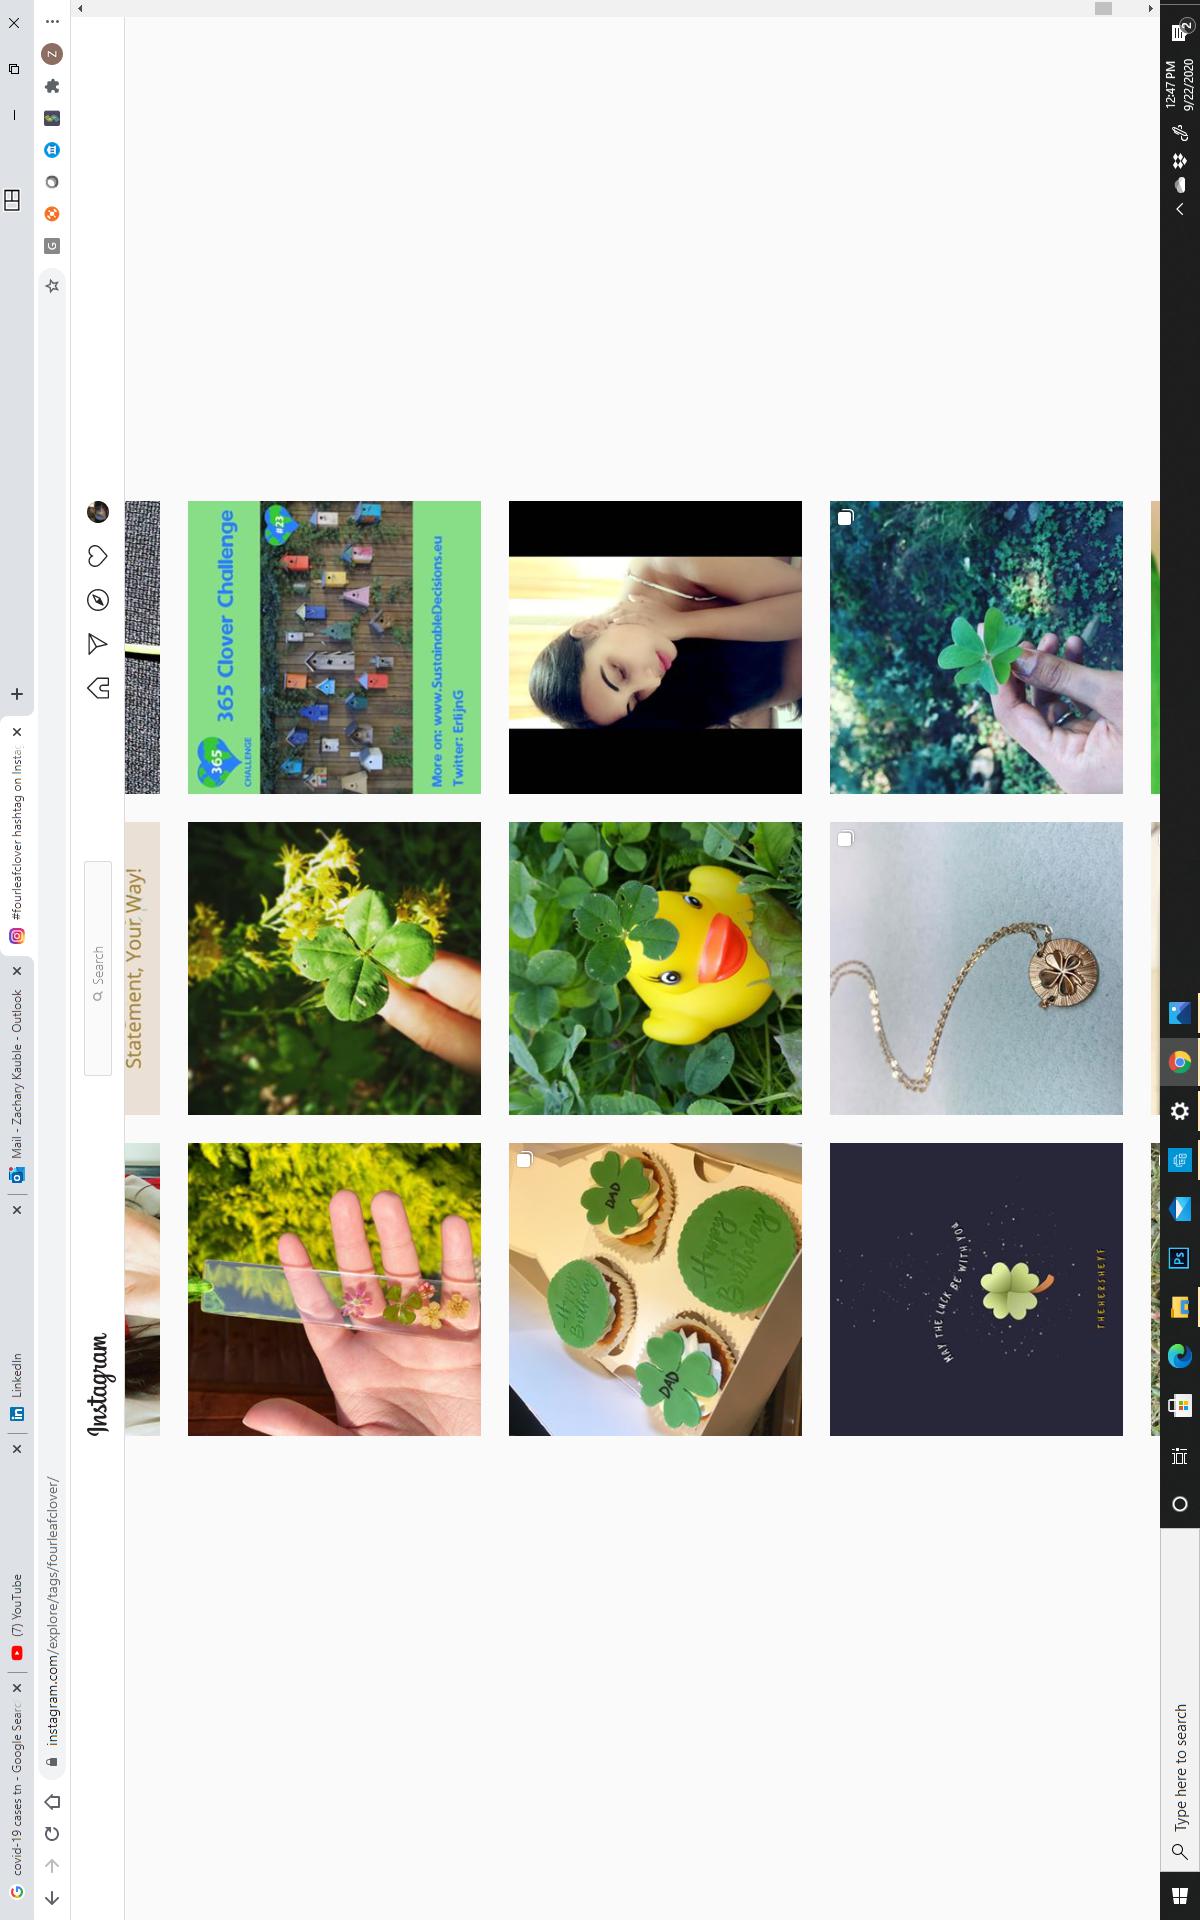 covid-19 cases tn - Google Searc
(7) YouTube
LinkedIn
Mail - Zachary Kauble - Outlook
#fourleafclover hashtag on Insta
instagram.com/explore/tags/fourleafclover/
G
Z
Instagram
Search
Statement, Your Way!
365
CHALLENGE
365 Clover Challenge
#23
More on: www.SustainableDecisions.eu
Twitter: ErlijnG
Happy
Birthday
DAD
DAD
Happy
Birthday
MAY THE LUCK BE WITH YOU
THEHERSHEYS
Type here to search
Ps
12:47 PM
9/22/2020
2